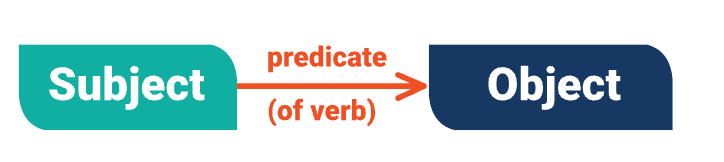 Subject
predicate
(of verb)
Object